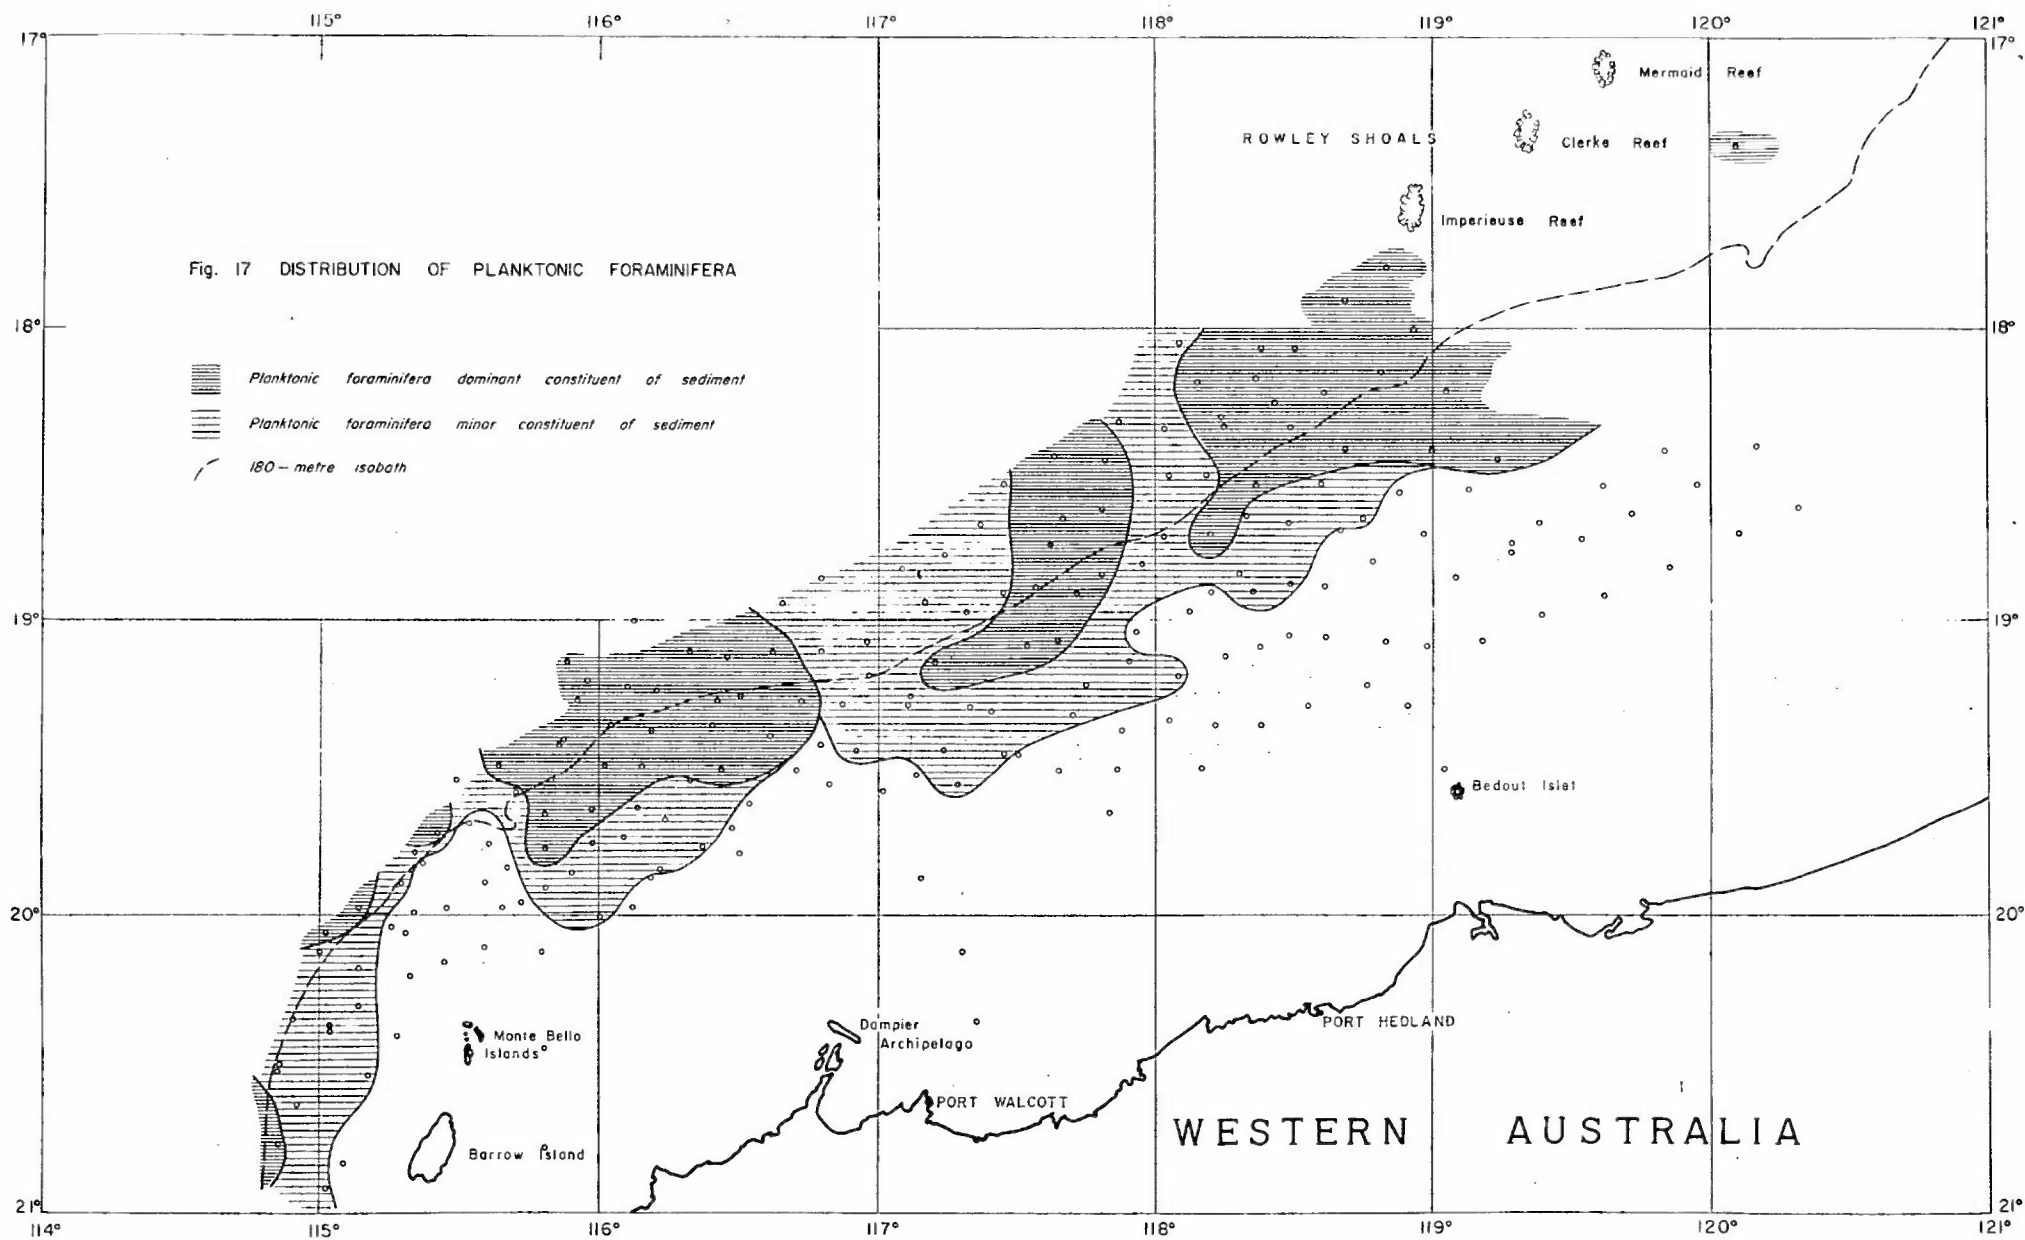 115° 116° 117° 118° 119° 120° 121°
17° 17°
Mermaid Reef
ROWLEY SHOALS Clerke Reef
Imperieuse Reef
Fig. 17 DISTRIBUTION OF PLANKTONIC FORAMINIFERA
18° 18°
Planktonic foraminifera dominant constituent of sediment
Planktonic foraminifera minor constituent of sediment
180-metre isobath
19° 19°
Bedout Islet
20° 20°
Monte Bello
Islands
Dampier
Archipelago
PORT HEDLAND
PORT WALCOTT
WESTERN AUSTRALIA
Barrow Island
21° 21°
114° 115° 116° 117° 118° 119° 120° 121°